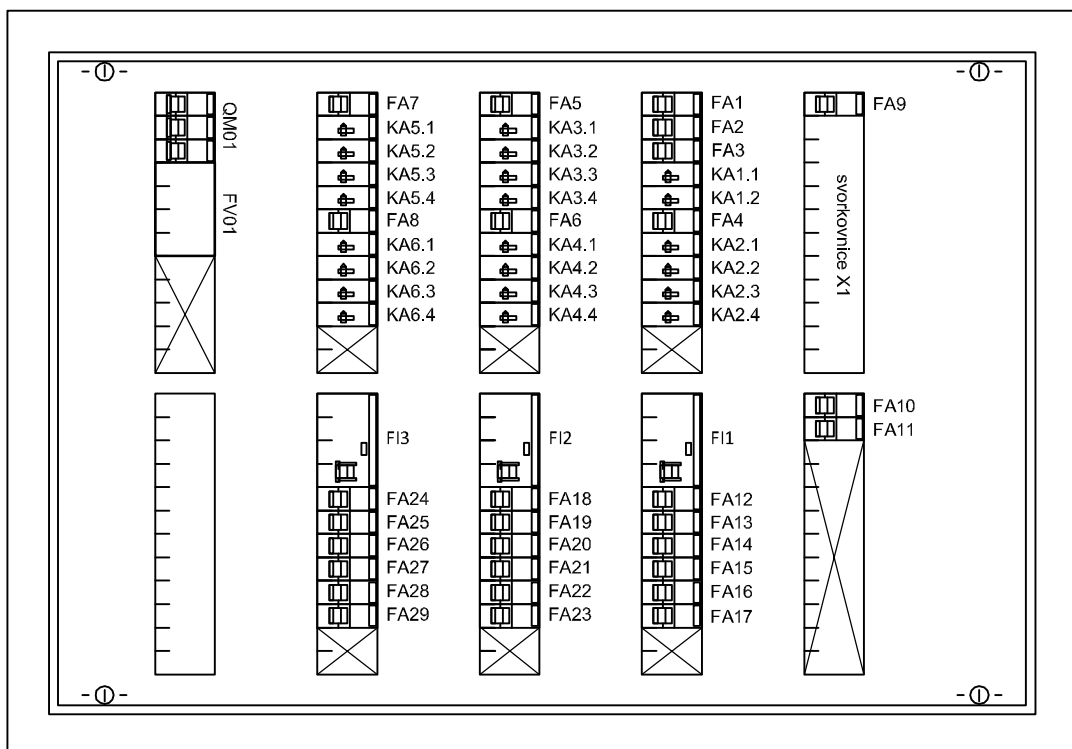 QM01
FV01
FA7
KA5.1
KA5.2
KA5.3
KA5.4
FA8
KA6.1
KA6.2
KA6.3
KA6.4
FA5
KA3.1
KA3.2
KA3.3
KA3.4
FA6
KA4.1
KA4.2
KA4.3
KA4.4
FA1
FA2
FA3
KA1.1
KA1.2
FA4
KA2.1
KA2.2
KA2.3
KA2.4
FA9
svorkovnice X1
FI3
FA24
FA25
FA26
FA27
FA28
FA29
FI2
FA18
FA19
FA20
FA21
FA22
FA23
FI1
FA12
FA13
FA14
FA15
FA16
FA17
FA10
FA11